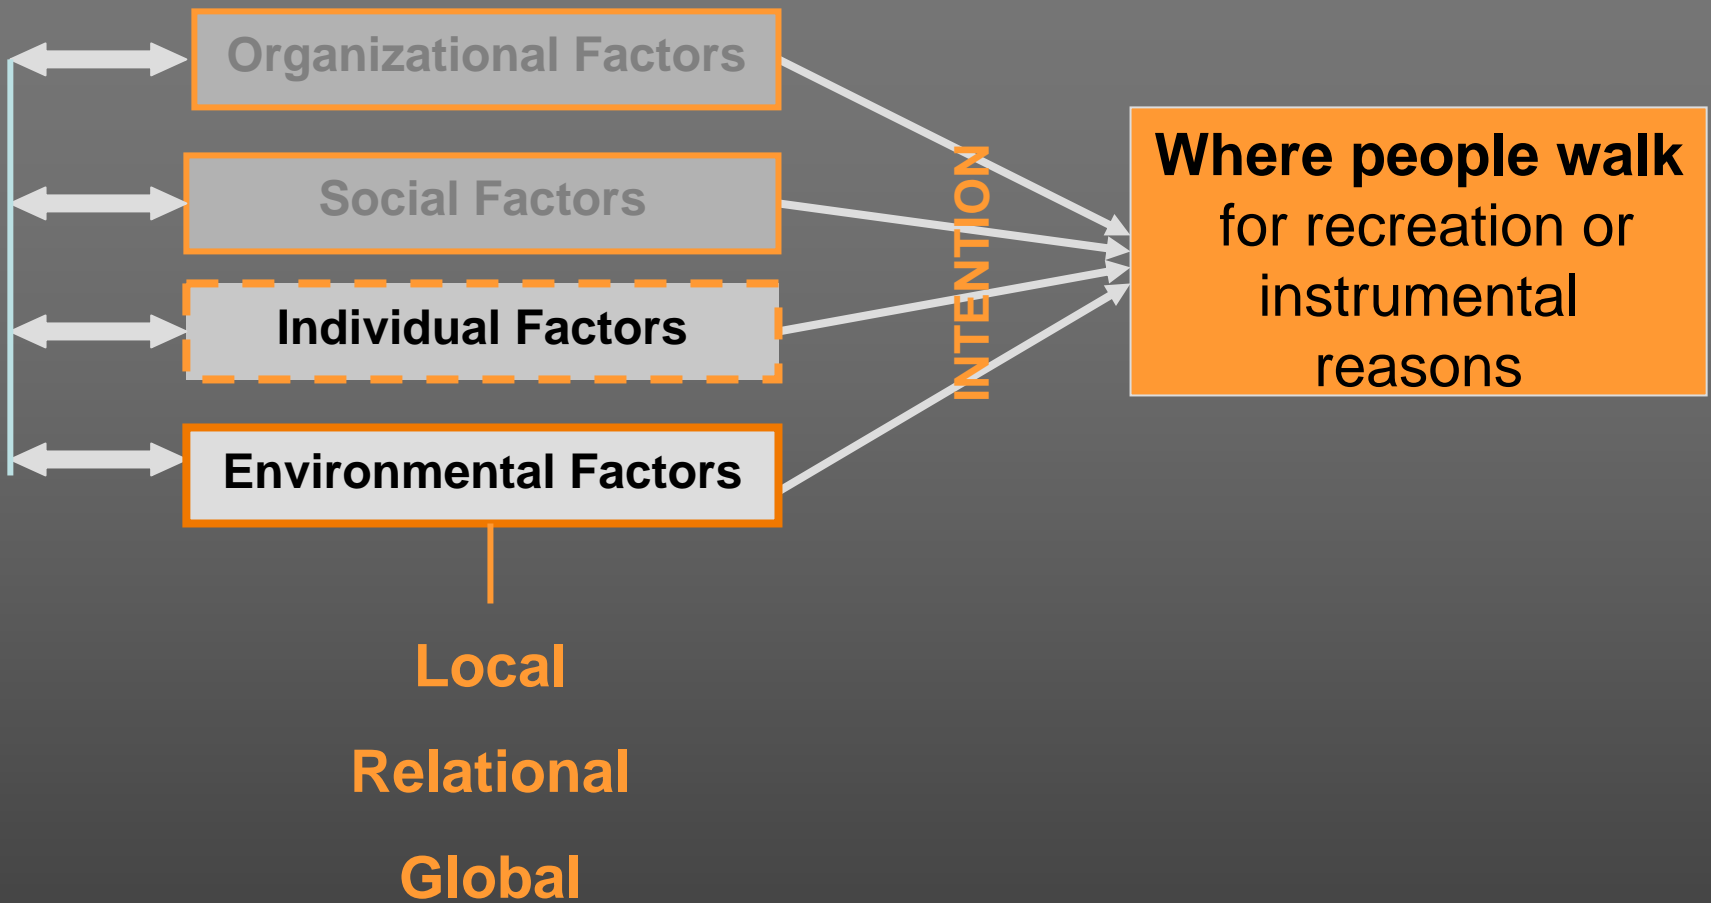 Organizational Factors
Social Factors
Individual Factors
Environmental Factors
INTENTION
Where people walk
for recreation or
instrumental
reasons
Local
Relational
Global